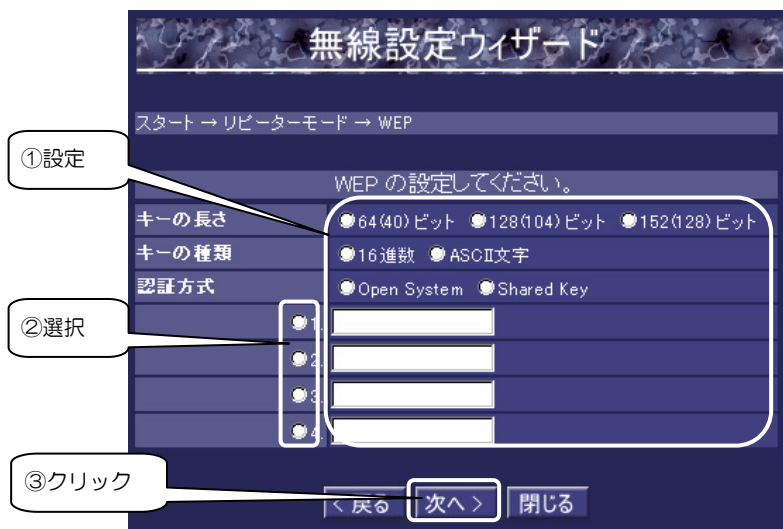 無線設定ウィザード
スタート → リピーターモード → WEP
①設定
WEP の設定してください。
キーの長さ 64(40)ビット 128(104)ビット 152(128)ビット
キーの種類 16進数 ASCII文字
認証方式 Open System Shared Key
②選択
1.
2.
3.
4.
③クリック
< 戻る 次へ > 閉じる